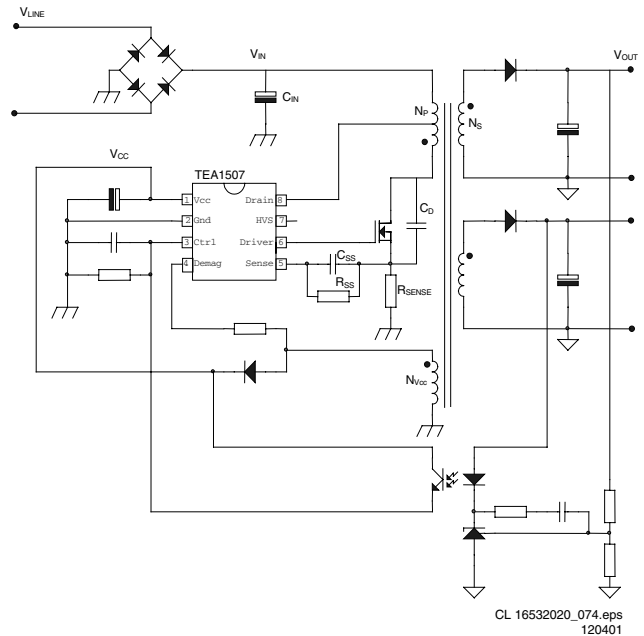 VLINE
VIN
VOUT
CIN
NP
NS
VCC
TEA1507
1 Vcc Drain 8
2 Gnd HVS 7
3 Ctrl Driver 6
4 Demag Sense 5
CD
CSS
RSS
RSENSE
NVcc
CL 16532020_074.eps
120401